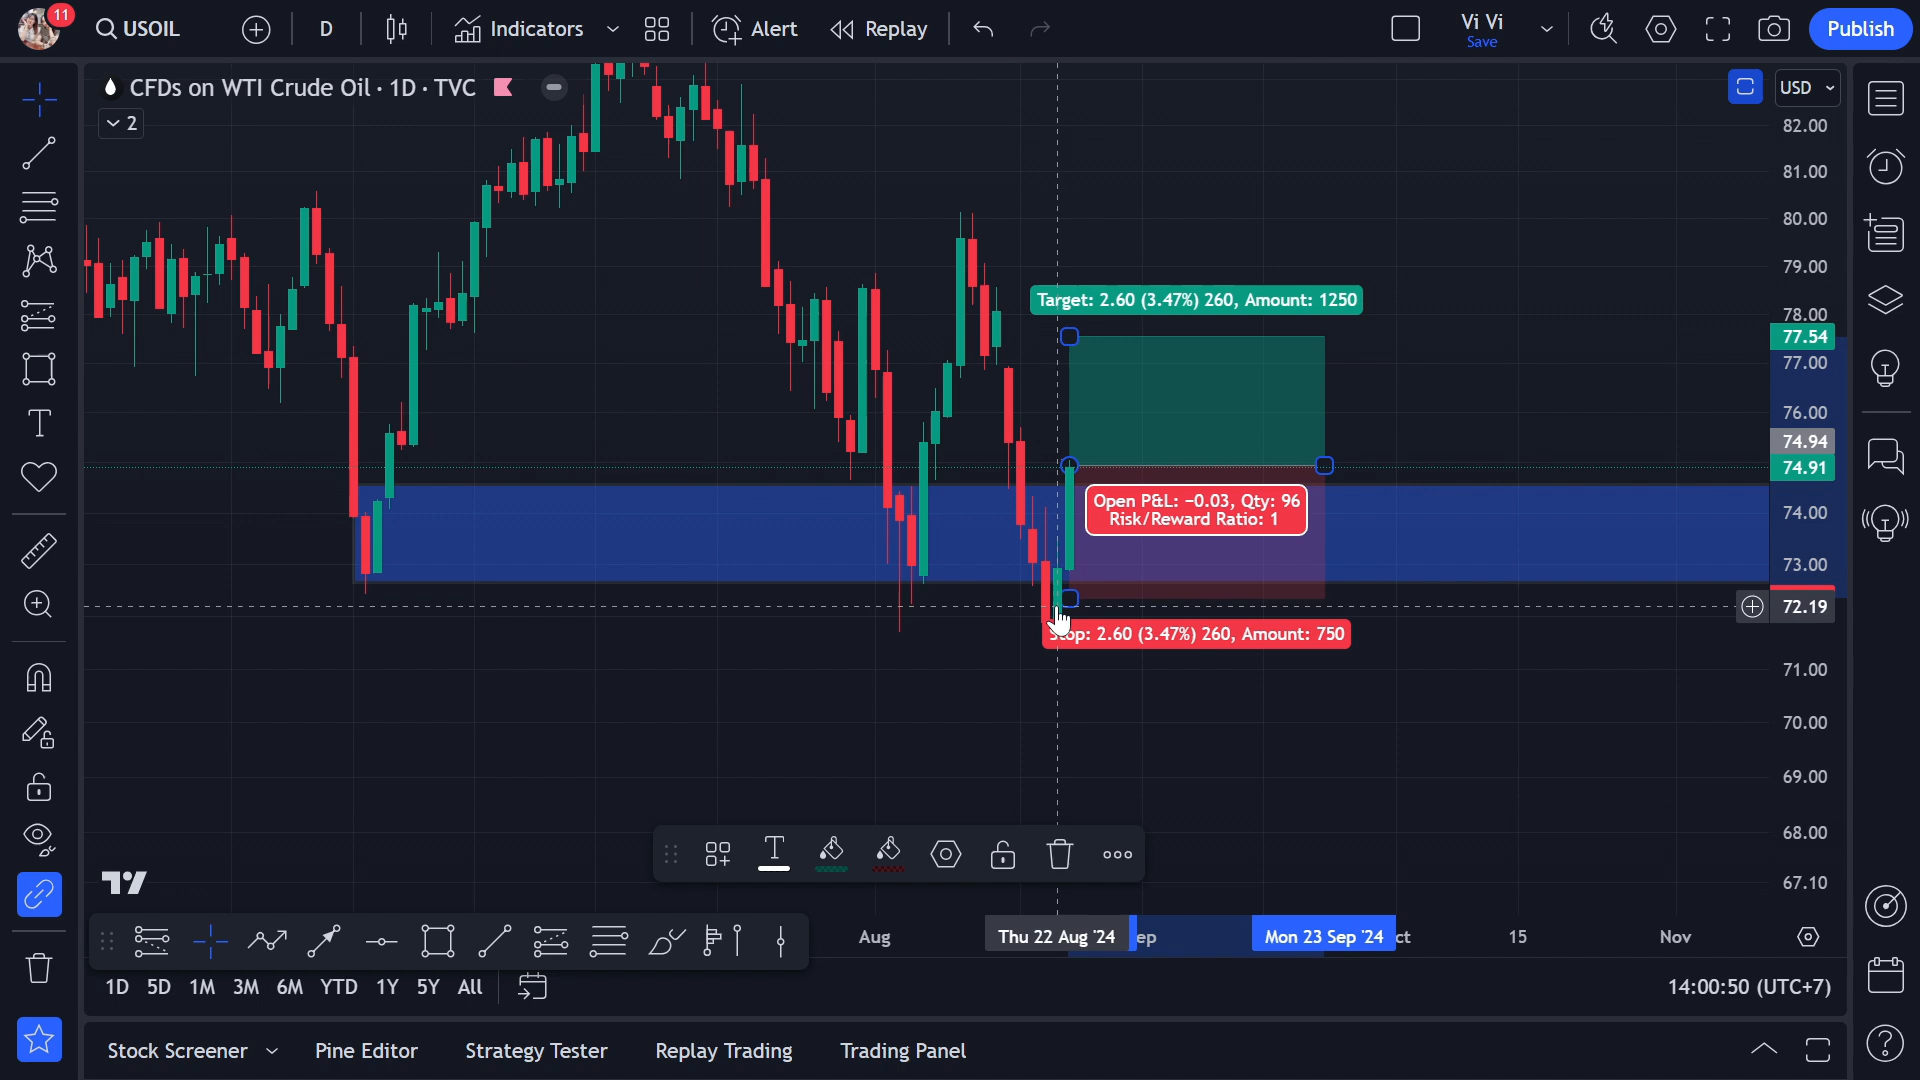 11
USOIL
D
Indicators
Alert
Replay
Vi Vi
Save
Publish
CFDs on WTI Crude Oil · 1D · TVC
2
USD
82.00
81.00
80.00
79.00
78.00
77.54
77.00
76.00
74.94
74.91
74.00
73.00
72.19
71.00
70.00
69.00
68.00
67.10
Target: 2.60 (3.47%) 260, Amount: 1250
Open P&L: −0.03, Qty: 96
Risk/Reward Ratio: 1
Stop: 2.60 (3.47%) 260, Amount: 750
T
T
Aug
Thu 22 Aug '24
ep
Mon 23 Sep '24
ct
15
Nov
1D 5D 1M 3M 6M YTD 1Y 5Y All
14:00:50 (UTC+7)
Stock Screener
Pine Editor
Strategy Tester
Replay Trading
Trading Panel